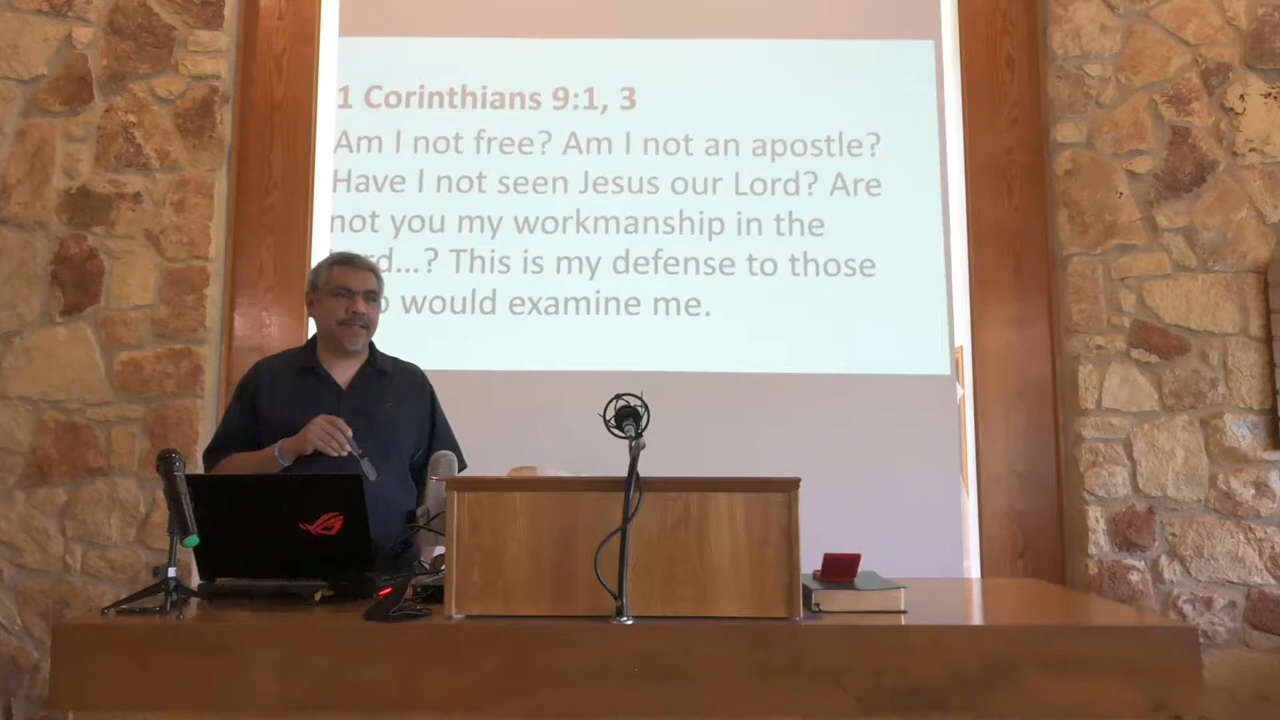 1 Corinthians 9:1, 3
Am I not free? Am I not an apostle?
Have I not seen Jesus our Lord? Are
not you my workmanship in the
rd...? This is my defense to those
o would examine me.